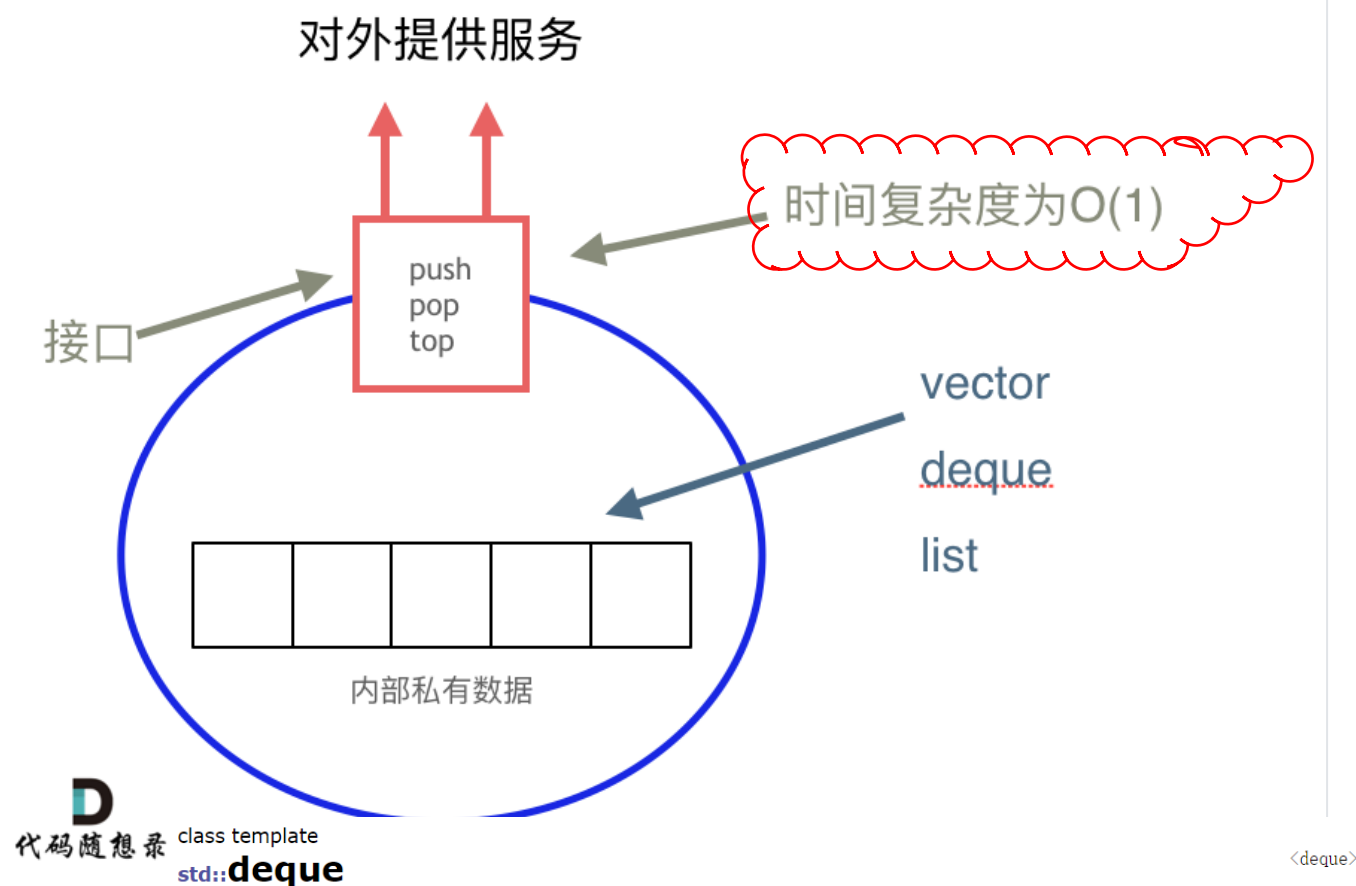 对外提供服务
时间复杂度为O(1)
push
pop
top
接口
vector
deque
list
内部私有数据
代码随想录
class template
std::deque
<deque>